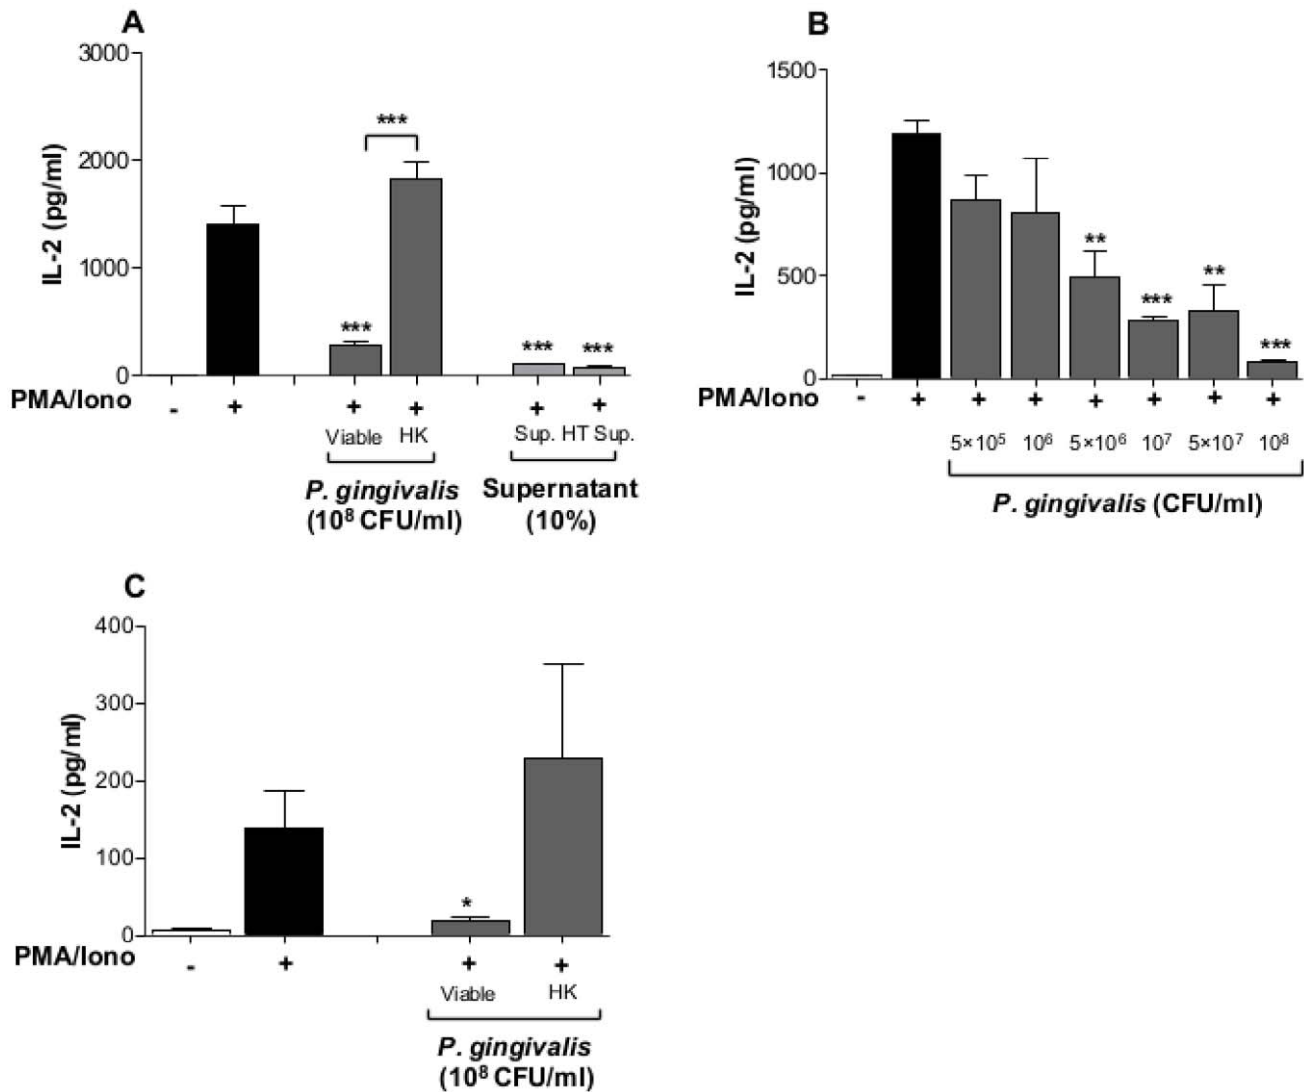 A
3000
2000
1000
0
IL-2 (pg/ml)
***
***
***
***
PMA/Iono - + + + + +
Viable HK Sup. HT Sup.
P. gingivalis Supernatant
(10⁸ CFU/ml) (10%)
B
1500
1000
500
0
IL-2 (pg/ml)
**
***
**
***
PMA/Iono - + + + + + + +
5×10⁵ 10⁶ 5×10⁶ 10⁷ 5×10⁷ 10⁸
P. gingivalis (CFU/ml)
C
400
300
200
100
0
IL-2 (pg/ml)
*
PMA/Iono - + + +
Viable HK
P. gingivalis
(10⁸ CFU/ml)